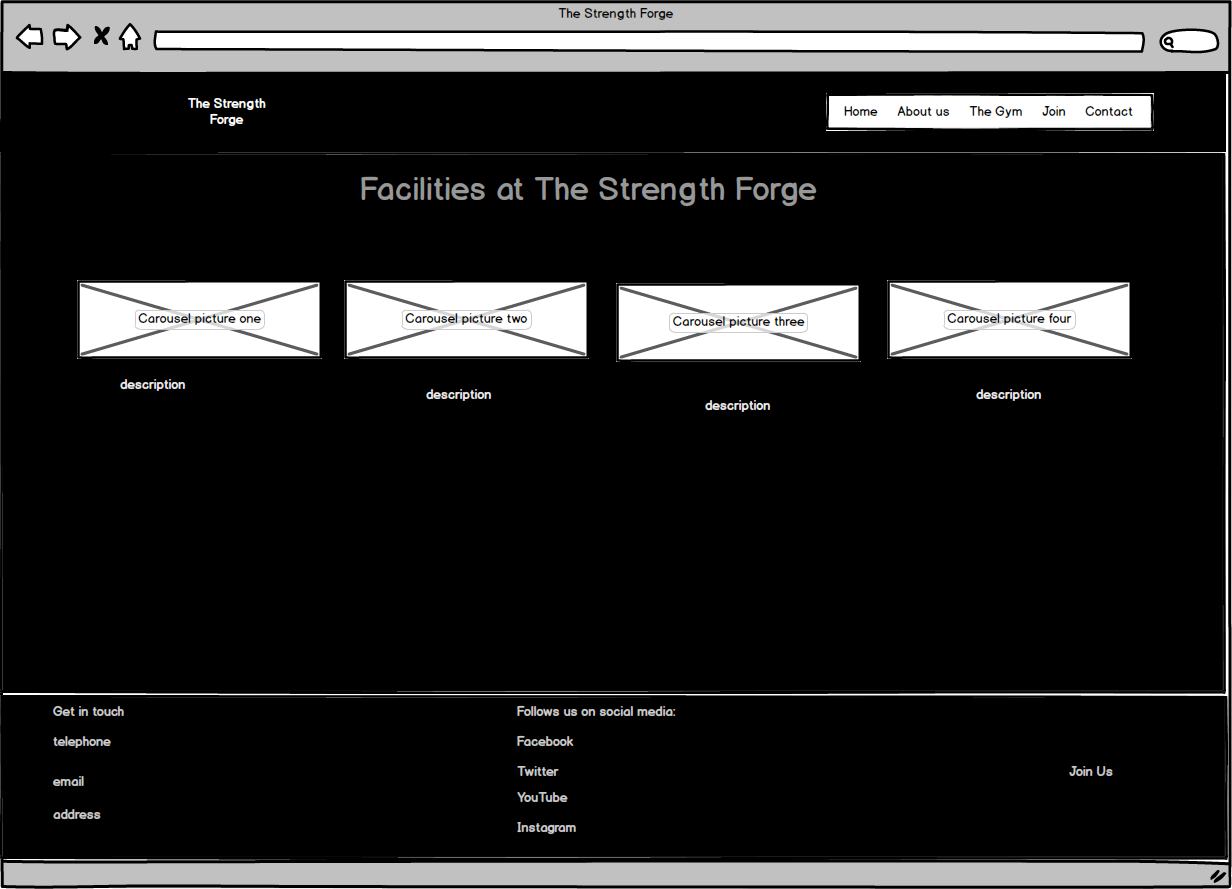 The Strength Forge
The Strength
Forge
Home About us The Gym Join Contact
Facilities at The Strength Forge
Carousel picture one
Carousel picture two
Carousel picture three
Carousel picture four
description
description
description
description
Get in touch
telephone
email
address
Follows us on social media:
Facebook
Twitter
YouTube
Instagram
Join Us